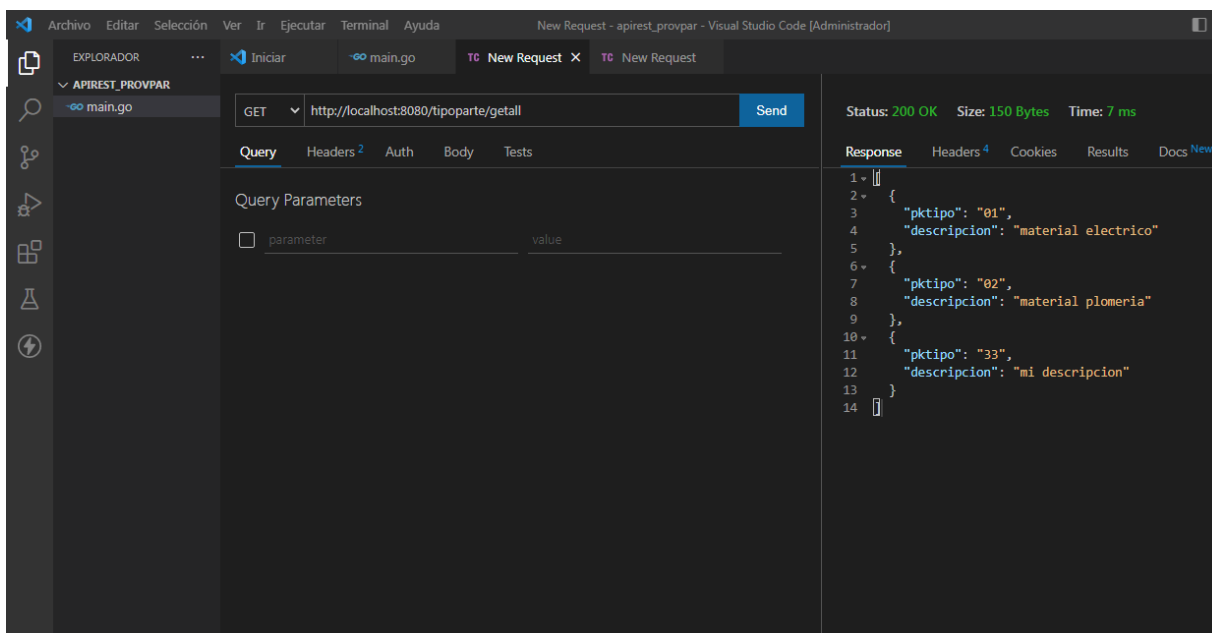 Archivo Editar Selección Ver Ir Ejecutar Terminal Ayuda New Request - apirest_provpar - Visual Studio Code [Administrador]
EXPLORADOR ...
APIREST_PROVPAR
GO main.go
Iniciar GO main.go TC New Request X TC New Request
GET http://localhost:8080/tipoparte/getall Send
Query Headers 2 Auth Body Tests
Query Parameters
parameter value
Status: 200 OK Size: 150 Bytes Time: 7 ms
Response Headers 4 Cookies Results Docs New
1 [
2 {
3 "pktipo": "01",
4 "descripcion": "material electrico"
5 },
6 {
7 "pktipo": "02",
8 "descripcion": "material plomeria"
9 },
10 {
11 "pktipo": "33",
12 "descripcion": "mi descripcion"
13 }
14 ]